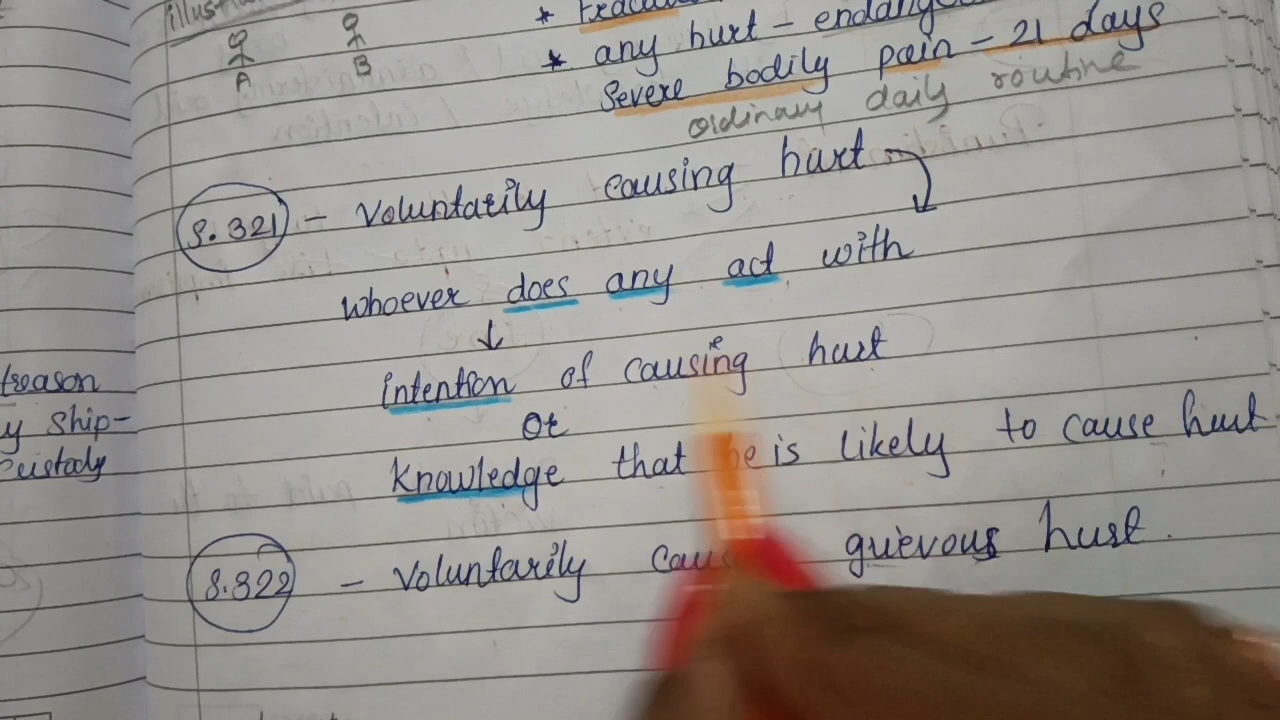 A
B
* any hurt -
Severe bodily pain - 21 days
ordinary daily routine
S.321 - Voluntarily causing hurt
whoever does any act with
intention of causing hurt
or
knowledge that he is likely to cause hurt
S.322 - Voluntarily grievous hurt.
treason
y ship-
custody